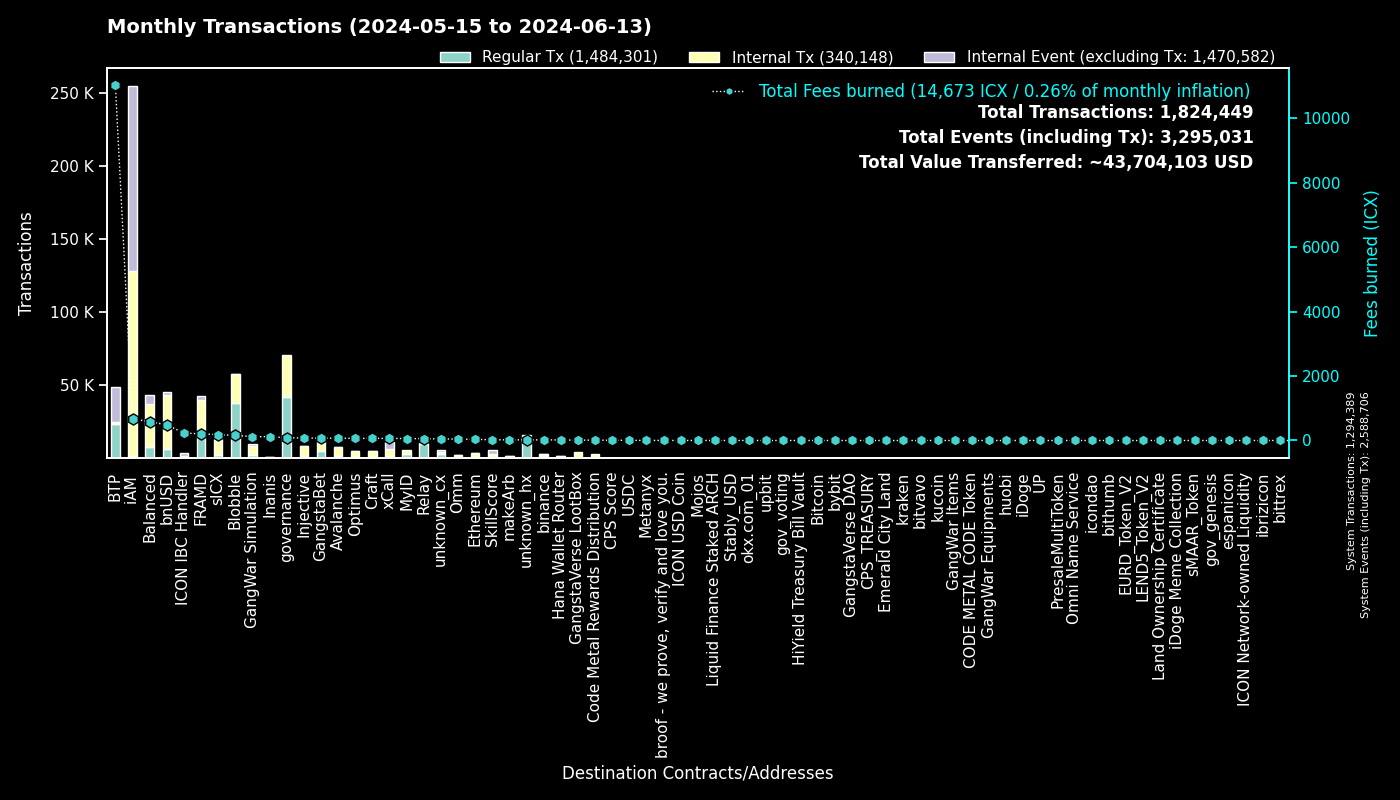 Monthly Transactions (2024-05-15 to 2024-06-13)
Regular Tx (1,484,301)
Internal Tx (340,148)
Internal Event (excluding Tx: 1,470,582)
Total Fees burned (14,673 ICX / 0.26% of monthly inflation)
Total Transactions: 1,824,449
Total Events (including Tx): 3,295,031
Total Value Transferred: ~43,704,103 USD
Transactions
250 K
200 K
150 K
100 K
50 K
10000
8000
6000
4000
2000
0
Fees burned (ICX)
System Transactions: 1,294,389
System Events (including Tx): 2,588,706
BTP
iAM
Balanced
bnUSD
ICON IBC Handler
FRAMD
sICX
Blobble
GangWar Simulation
Inanis
governance
Injective
GangstaBet
Avalanche
Optimus
Craft
xCall
MyID
Relay
unknown_cx
Omm
Ethereum
SkillScore
makeArb
unknown_hx
binance
Hana Wallet Router
GangstaVerse LootBox
Code Metal Rewards Distribution
CPS Score
USDC
Metanyx
broof - we prove, verify and love you.
ICON USD Coin
Mojos
Liquid Finance Staked ARCH
Stably_USD
okx.com_01
upbit
gov_voting
HiYield Treasury Bill Vault
Bitcoin
bybit
GangstaVerse DAO
CPS_TREASURY
Emerald City Land
kraken
bitvavo
kucoin
GangWar Items
CODE METAL CODE Token
GangWar Equipments
huobi
iDoge
UP
PresaleMultiToken
Omni Name Service
icondao
bithumb
EURD_Token_V2
LEND5_Token_V2
Land Ownership Certificate
iDoge Meme Collection
sMAAR_Token
gov_genesis
espanicon
ICON Network-owned Liquidity
ibrizicon
bittrex
Destination Contracts/Addresses